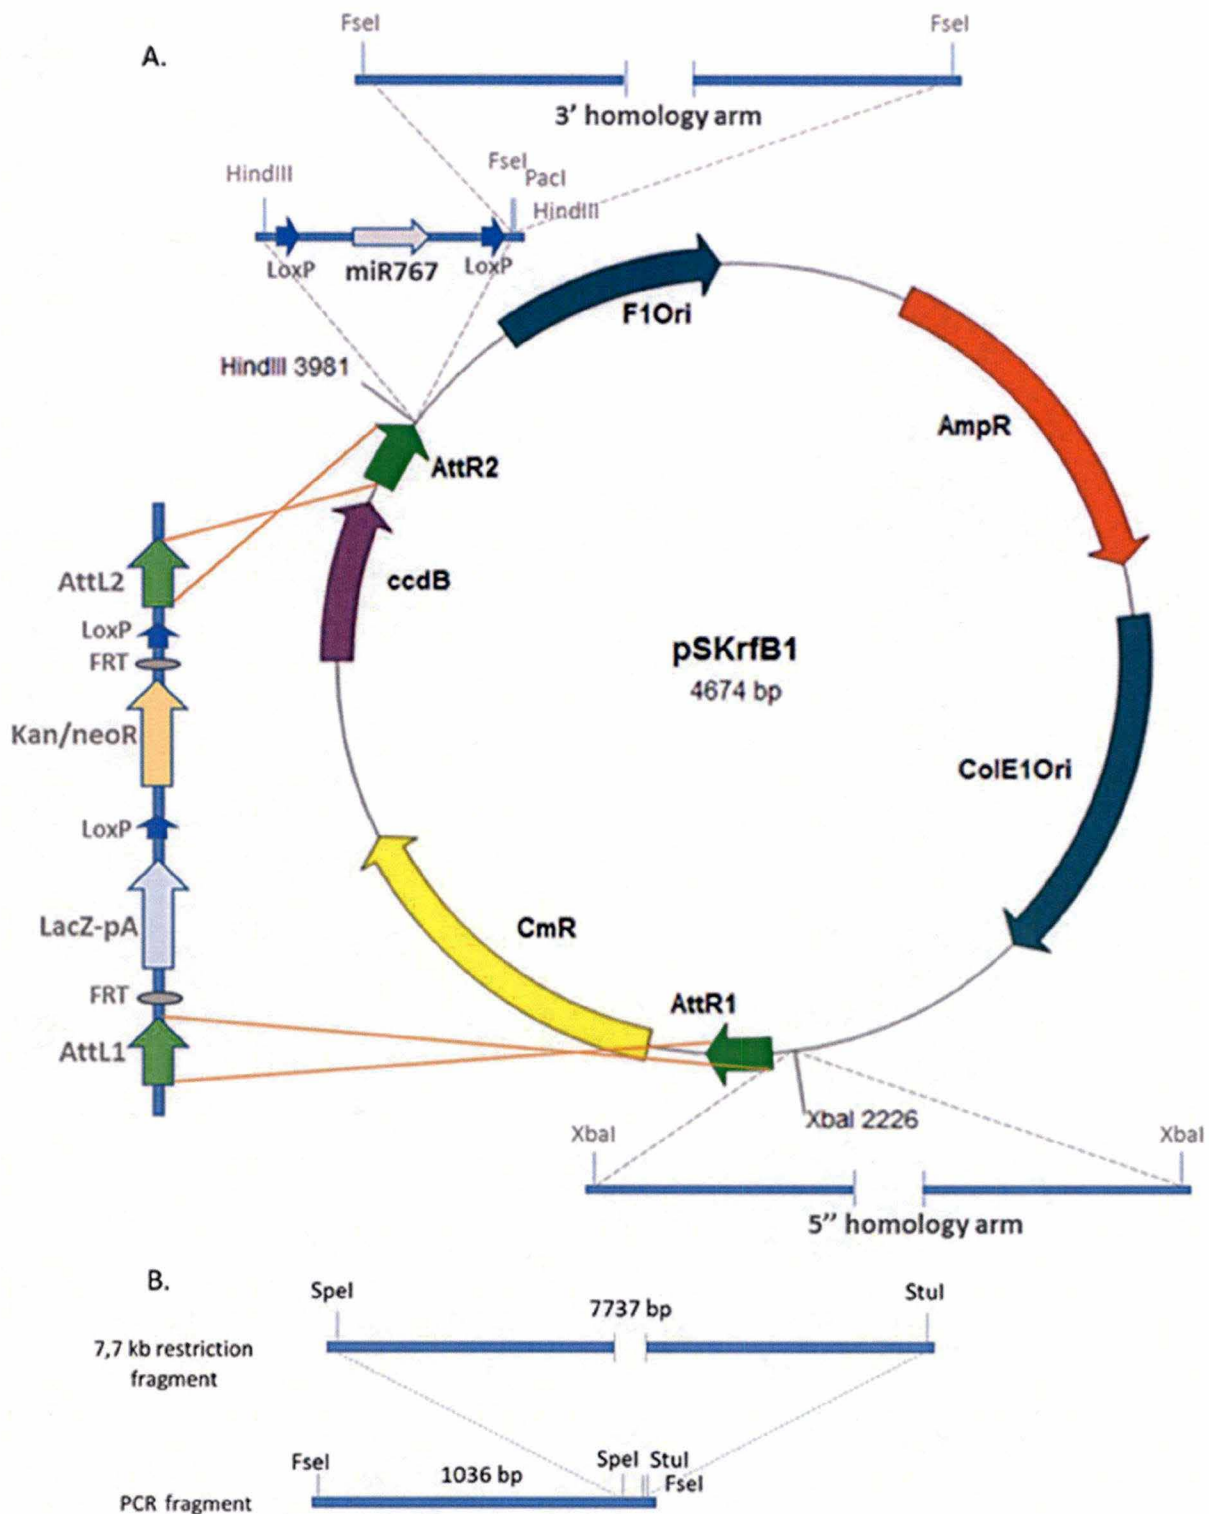 A.
FseI
FseI
3' homology arm
HindIII
FseI
PacI
HindIII
LoxP
miR767
LoxP
F1Ori
HindIII 3981
AmpR
AttR2
AttL2
ccdB
LoxP
FRT
pSKrfB1
4674 bp
Kan/neoR
ColE1Ori
LoxP
CmR
LacZ-pA
FRT
AttR1
AttL1
XbaI 2226
XbaI
XbaI
5'' homology arm
B.
SpeI
7737 bp
StuI
7,7 kb restriction
fragment
FseI
1036 bp
SpeI
StuI
FseI
PCR fragment